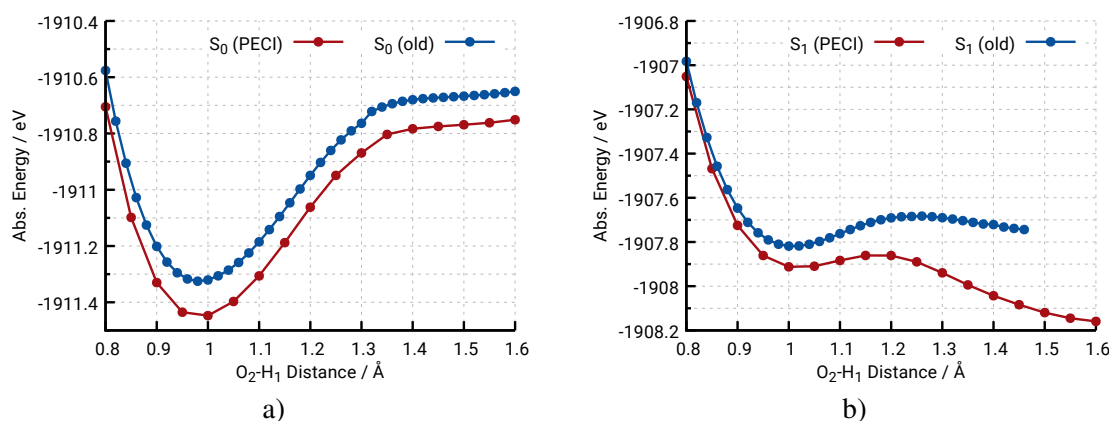 -1910.4
-1910.6
-1910.8
-1911
-1911.2
-1911.4
Abs. Energy / eV
S0 (PECI) S0 (old)
0.8 0.9 1 1.1 1.2 1.3 1.4 1.5 1.6
O2-H1 Distance / Å
a)
-1906.8
-1907
-1907.2
-1907.4
-1907.6
-1907.8
-1908
-1908.2
Abs. Energy / eV
S1 (PECI) S1 (old)
0.8 0.9 1 1.1 1.2 1.3 1.4 1.5 1.6
O2-H1 Distance / Å
b)